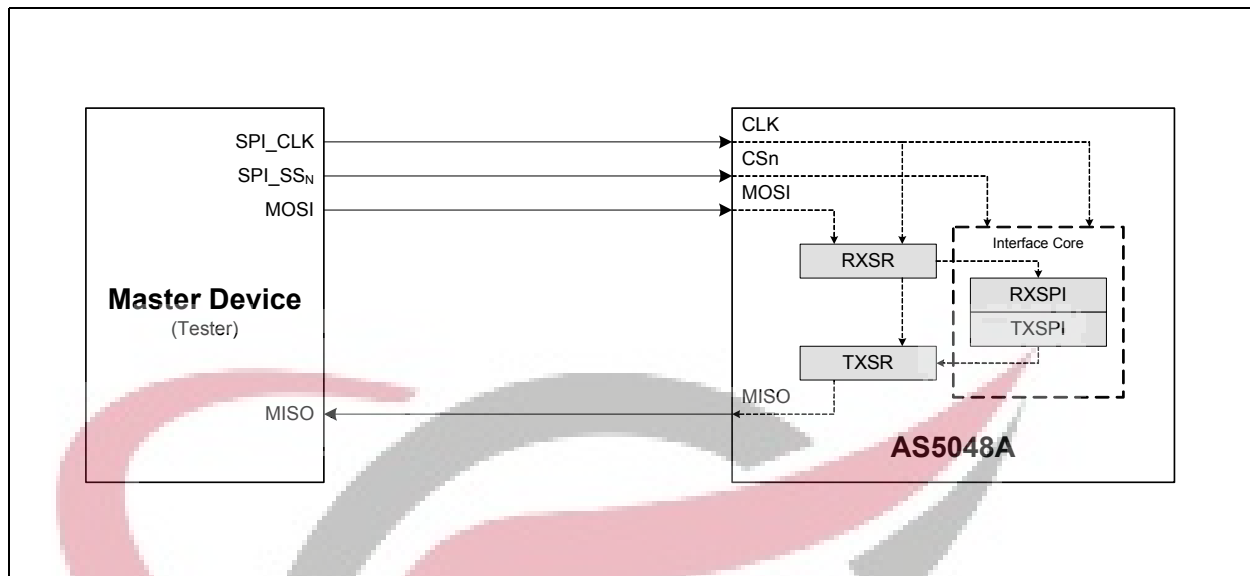 SPI_CLK
SPI_SSN
MOSI
Master Device
(Tester)
MISO
CLK
CSn
MOSI
Interface Core
RXSR
RXSPI
TXSPI
TXSR
MISO
AS5048A